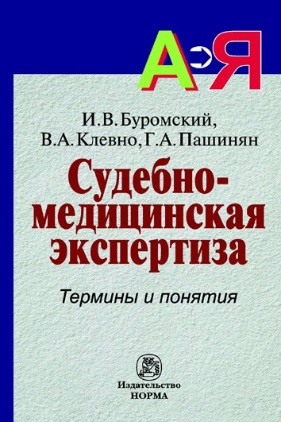 А Я
И.В. Буромский,
В.А. Клевно, Г.А. Пашинян
Судебно-
медицинская
экспертиза
Термины и понятия
Издательство
НОРМА